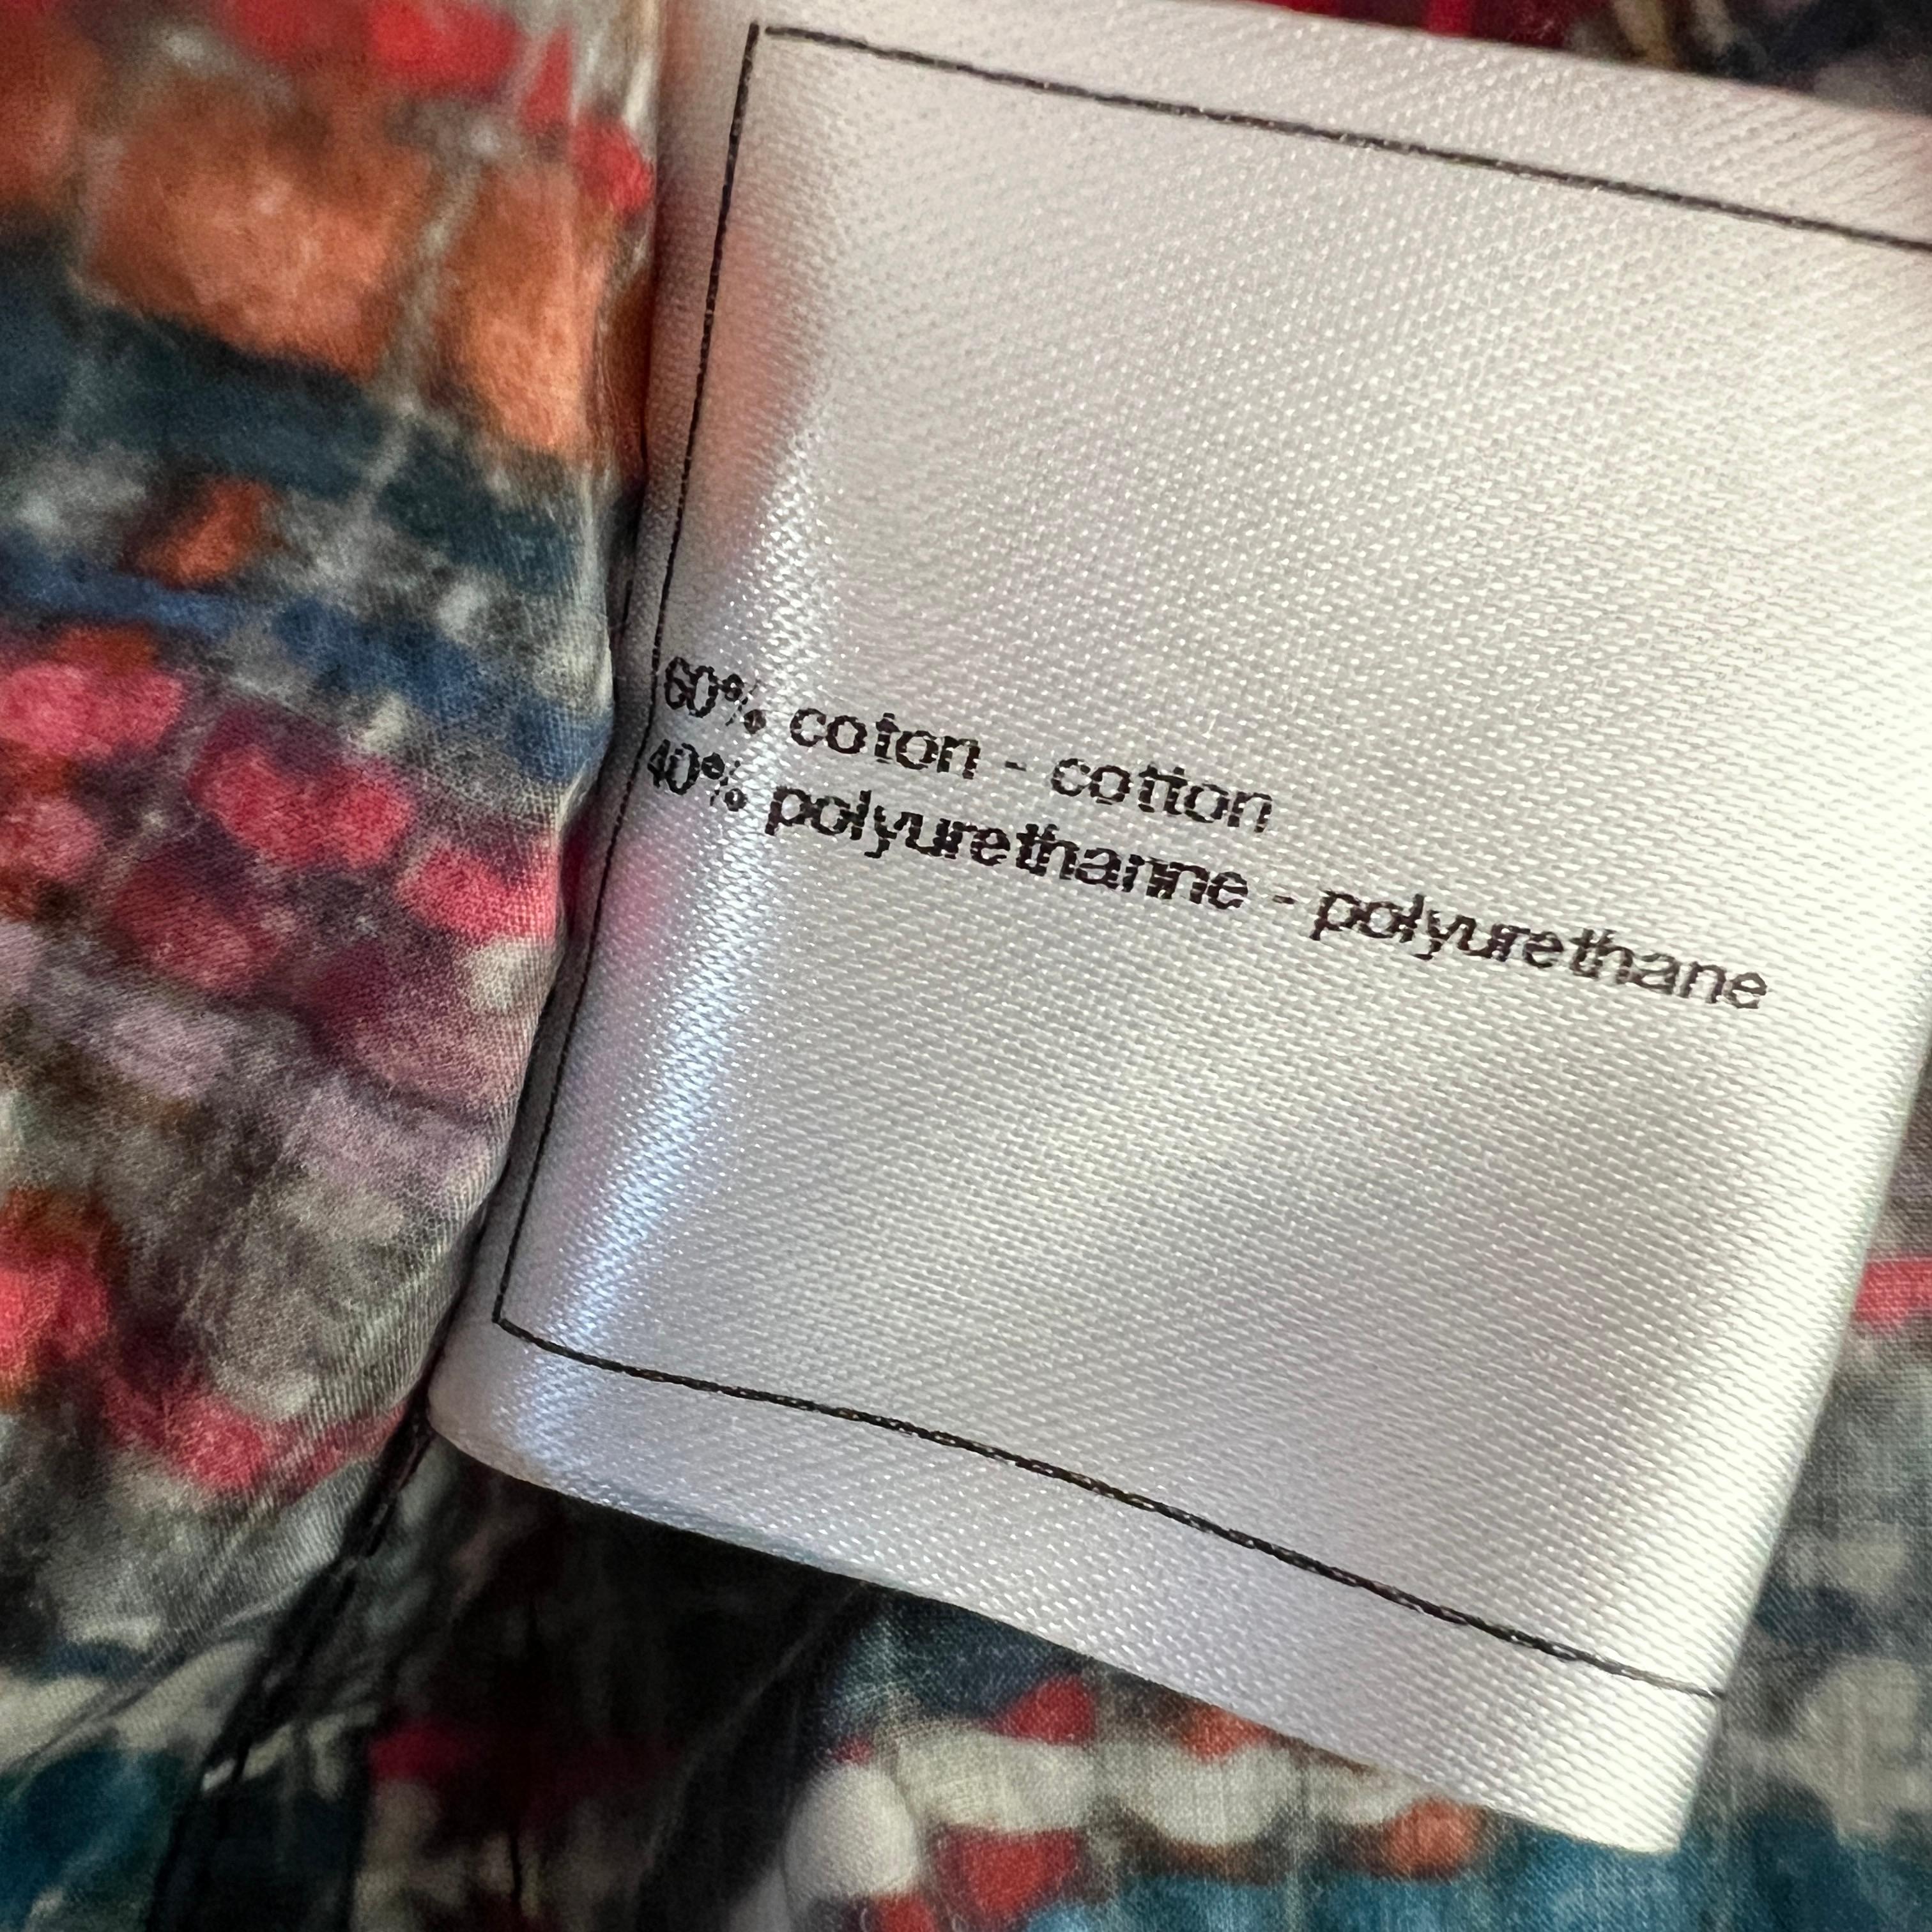 60% coton - cotton
40% polyurethanne - polyurethane